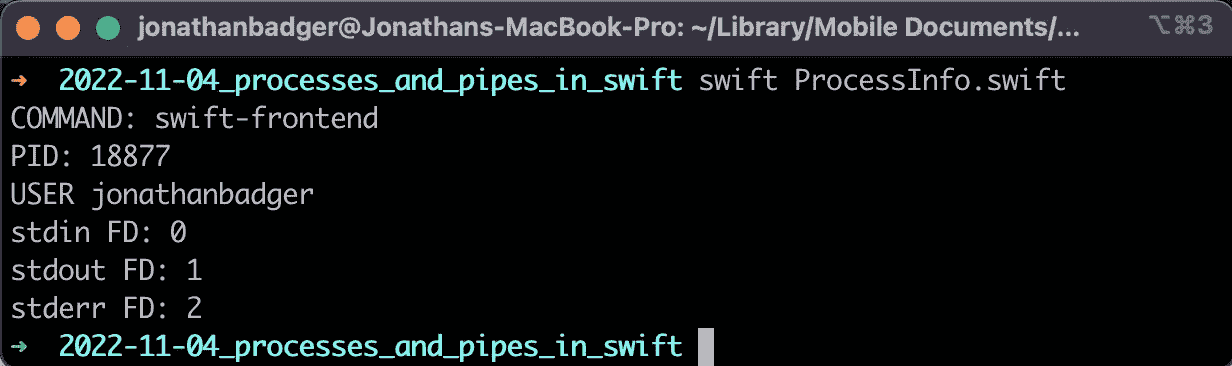 jonathanbadger@Jonathans-MacBook-Pro: ~/Library/Mobile Documents/... ⌥⌘3
➜ 2022-11-04_processes_and_pipes_in_swift swift ProcessInfo.swift
COMMAND: swift-frontend
PID: 18877
USER jonathanbadger
stdin FD: 0
stdout FD: 1
stderr FD: 2
➜ 2022-11-04_processes_and_pipes_in_swift